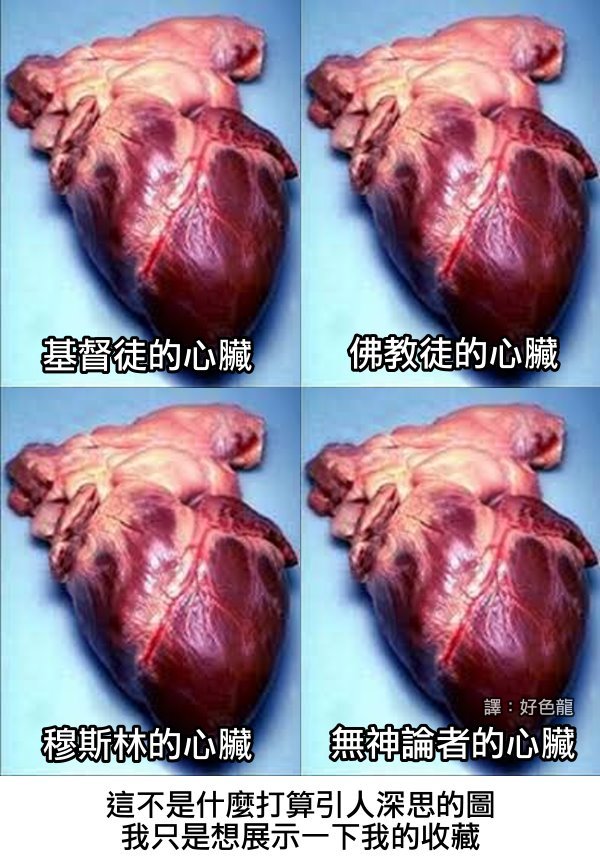 基督徒的心臟
佛教徒的心臟
穆斯林的心臟
譯：好色龍
無神論者的心臟
這不是什麼打算引人深思的圖
我只是想展示一下我的收藏